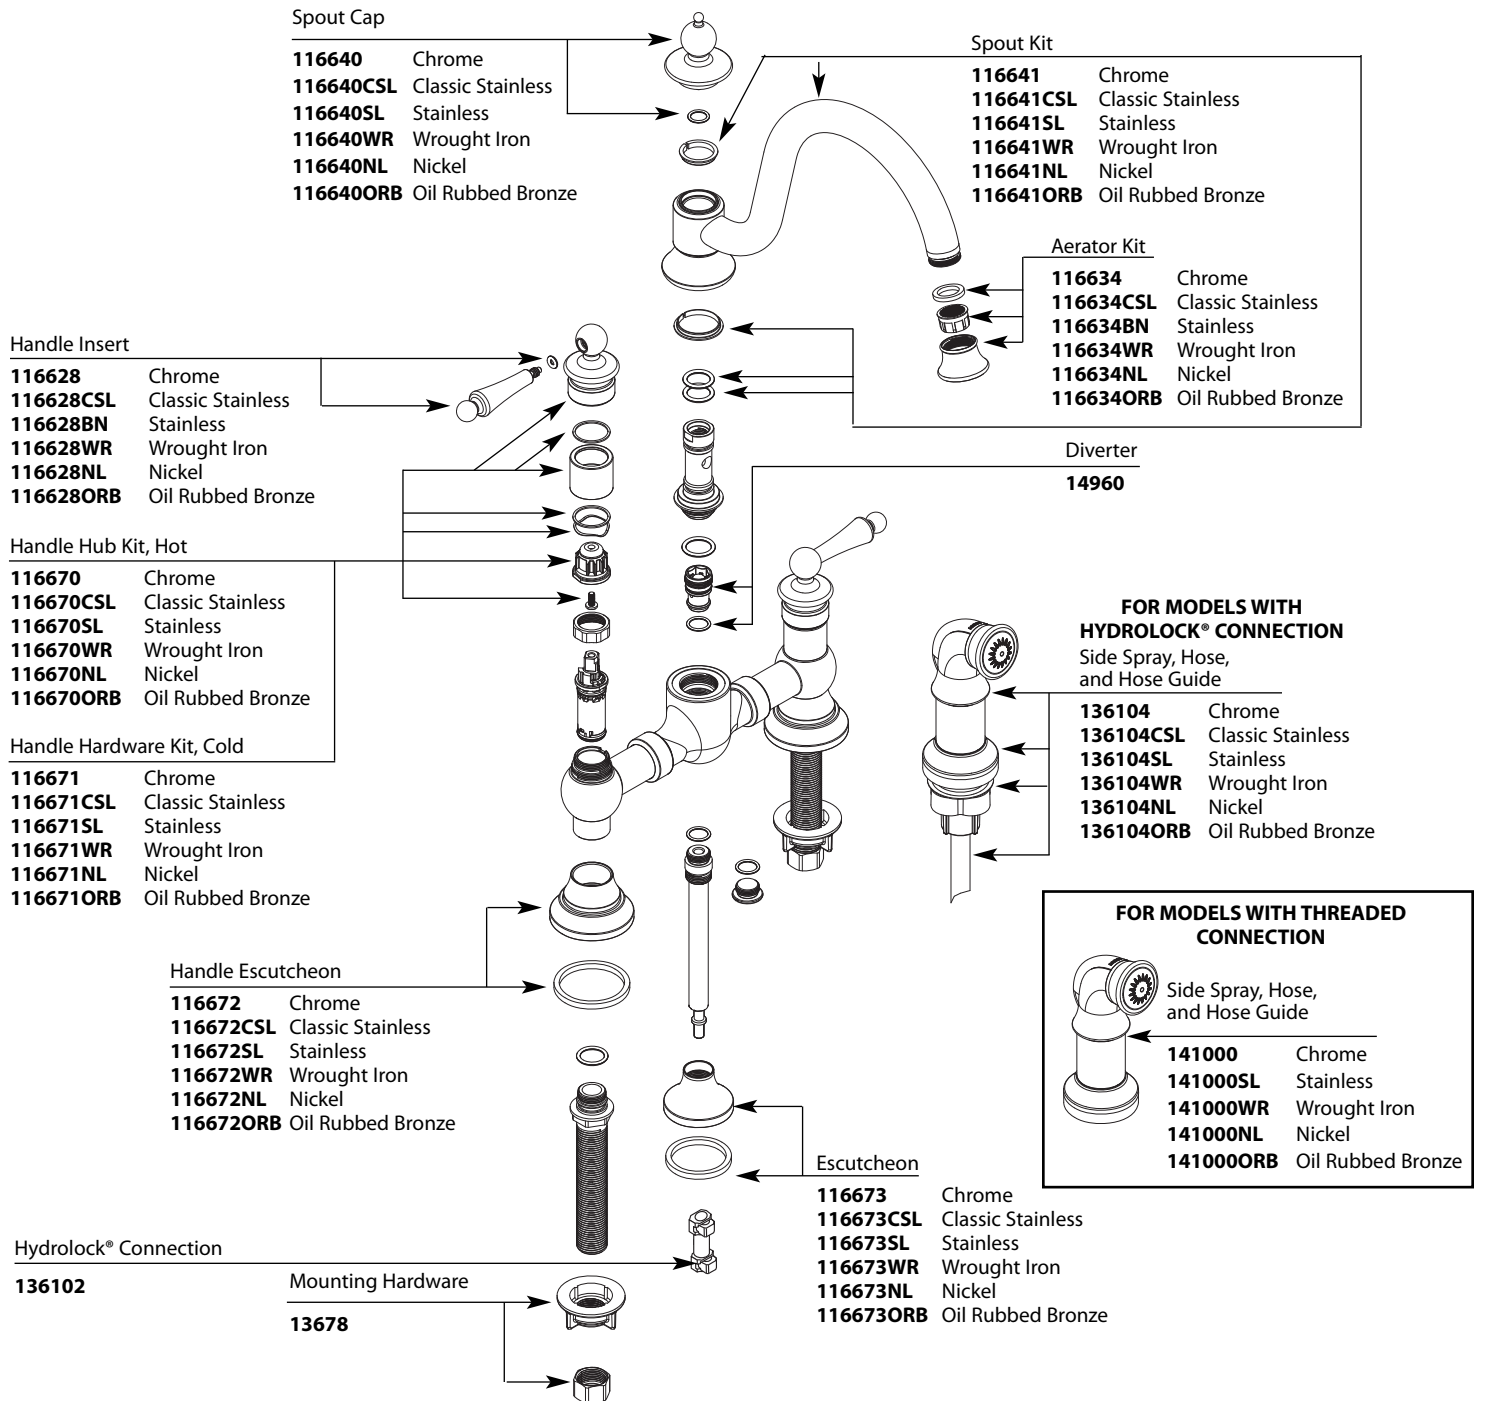 Spout Cap
116640 Chrome
116640CSL Classic Stainless
116640SL Stainless
116640WR Wrought Iron
116640NL Nickel
116640ORB Oil Rubbed Bronze
Spout Kit
116641 Chrome
116641CSL Classic Stainless
116641SL Stainless
116641WR Wrought Iron
116641NL Nickel
116641ORB Oil Rubbed Bronze
Aerator Kit
116634 Chrome
116634CSL Classic Stainless
116634BN Stainless
116634WR Wrought Iron
116634NL Nickel
116634ORB Oil Rubbed Bronze
Handle Insert
116628 Chrome
116628CSL Classic Stainless
116628BN Stainless
116628WR Wrought Iron
116628NL Nickel
116628ORB Oil Rubbed Bronze
Diverter
14960
Handle Hub Kit, Hot
116670 Chrome
116670CSL Classic Stainless
116670SL Stainless
116670WR Wrought Iron
116670NL Nickel
116670ORB Oil Rubbed Bronze
FOR MODELS WITH
HYDROLOCK® CONNECTION
Side Spray, Hose,
and Hose Guide
136104 Chrome
136104CSL Classic Stainless
136104SL Stainless
136104WR Wrought Iron
136104NL Nickel
136104ORB Oil Rubbed Bronze
Handle Hardware Kit, Cold
116671 Chrome
116671CSL Classic Stainless
116671SL Stainless
116671WR Wrought Iron
116671NL Nickel
116671ORB Oil Rubbed Bronze
FOR MODELS WITH THREADED
CONNECTION
Side Spray, Hose,
and Hose Guide
141000 Chrome
141000SL Stainless
141000WR Wrought Iron
141000NL Nickel
141000ORB Oil Rubbed Bronze
Handle Escutcheon
116672 Chrome
116672CSL Classic Stainless
116672SL Stainless
116672WR Wrought Iron
116672NL Nickel
116672ORB Oil Rubbed Bronze
Escutcheon
116673 Chrome
116673CSL Classic Stainless
116673SL Stainless
116673WR Wrought Iron
116673NL Nickel
116673ORB Oil Rubbed Bronze
Hydrolock® Connection
136102
Mounting Hardware
13678